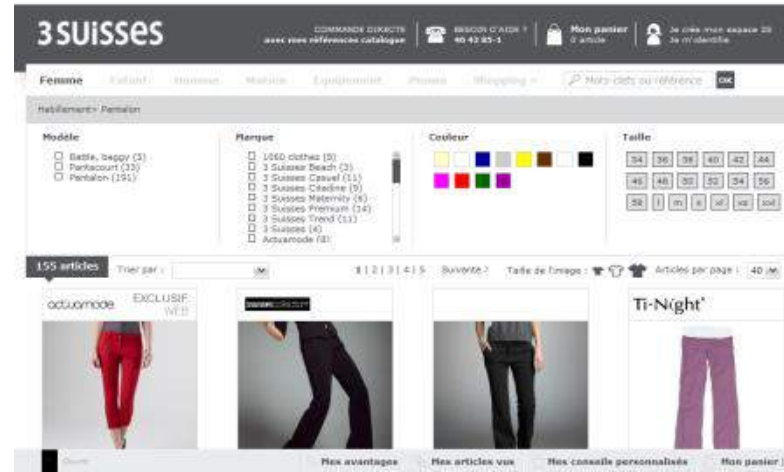 3 SUISSES
COMMANDE DIRECTE
avec mes références catalogue
BESOIN D'AIDE ?
Mon panier
0 article
Je crée mon espace 3S
Je m'identifie
Femme Enfant Homme Maison Equipement Promo Shopping
Mots-clefs ou référence OK
Habillement> Pantalon
Modèle
Pantacourt (33)
Pantalon (191)
Marque
1060 clothes (5)
3 Suisses Beach (3)
3 Suisses Casual (11)
3 Suisses Citadine (9)
3 Suisses Maternity (6)
3 Suisses Premium (14)
3 Suisses Trend (11)
3 Suisses (4)
Actuamode (8)
Couleur
Taille
34 36 38 40 42 44
46 48 50 52 54 56
58 l m s xl xs xxl
155 articles Trier par :
1 | 2 | 3 | 4 | 5 Suivante > Taille de l'image : Articles par page : 40
actuamode EXCLUSIF
WEB
Ti-Night
Mes avantages Mes articles vus Mes conseils personnalisés Mon panier